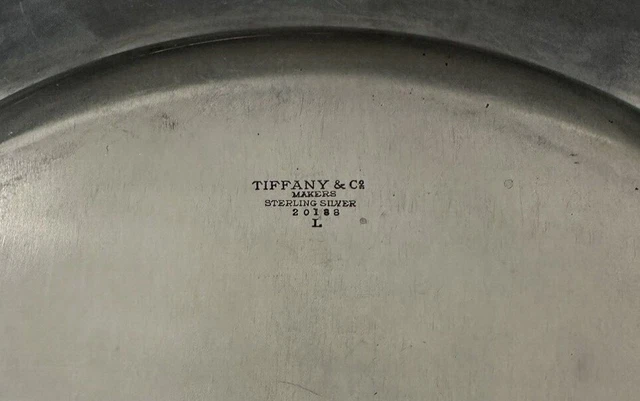 TIFFANY & Co
MAKERS
STERLING SILVER
20188
L